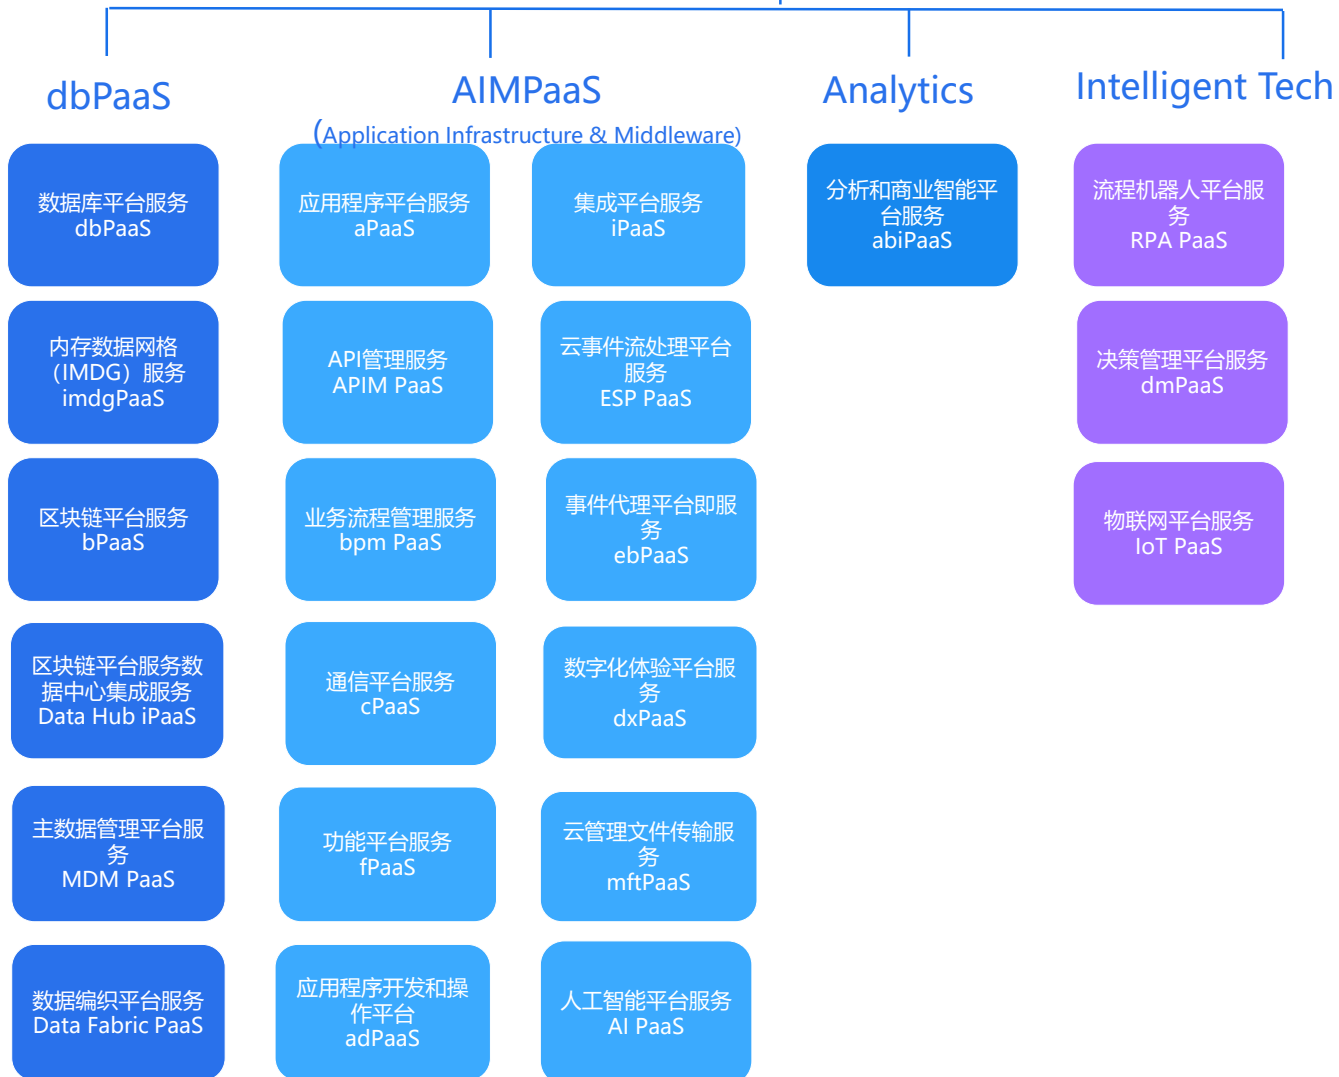 dbPaaS
AIMPaaS
(Application Infrastructure & Middleware)
Analytics
Intelligent Tech
数据库平台服务
dbPaaS
内存数据网格
（IMDG）服务
imdgPaaS
区块链平台服务
bPaaS
区块链平台服务数
据中心集成服务
Data Hub iPaaS
主数据管理平台服
务
MDM PaaS
数据编织平台服务
Data Fabric PaaS
应用程序平台服务
aPaaS
API管理服务
APIM PaaS
业务流程管理服务
bpm PaaS
通信平台服务
cPaaS
功能平台服务
fPaaS
应用程序开发和操
作平台
adPaaS
集成平台服务
iPaaS
云事件流处理平台
服务
ESP PaaS
事件代理平台即服
务
ebPaaS
数字化体验平台服
务
dxPaaS
云管理文件传输服
务
mftPaaS
人工智能平台服务
AI PaaS
分析和商业智能平
台服务
abiPaaS
流程机器人平台服
务
RPA PaaS
决策管理平台服务
dmPaaS
物联网平台服务
IoT PaaS